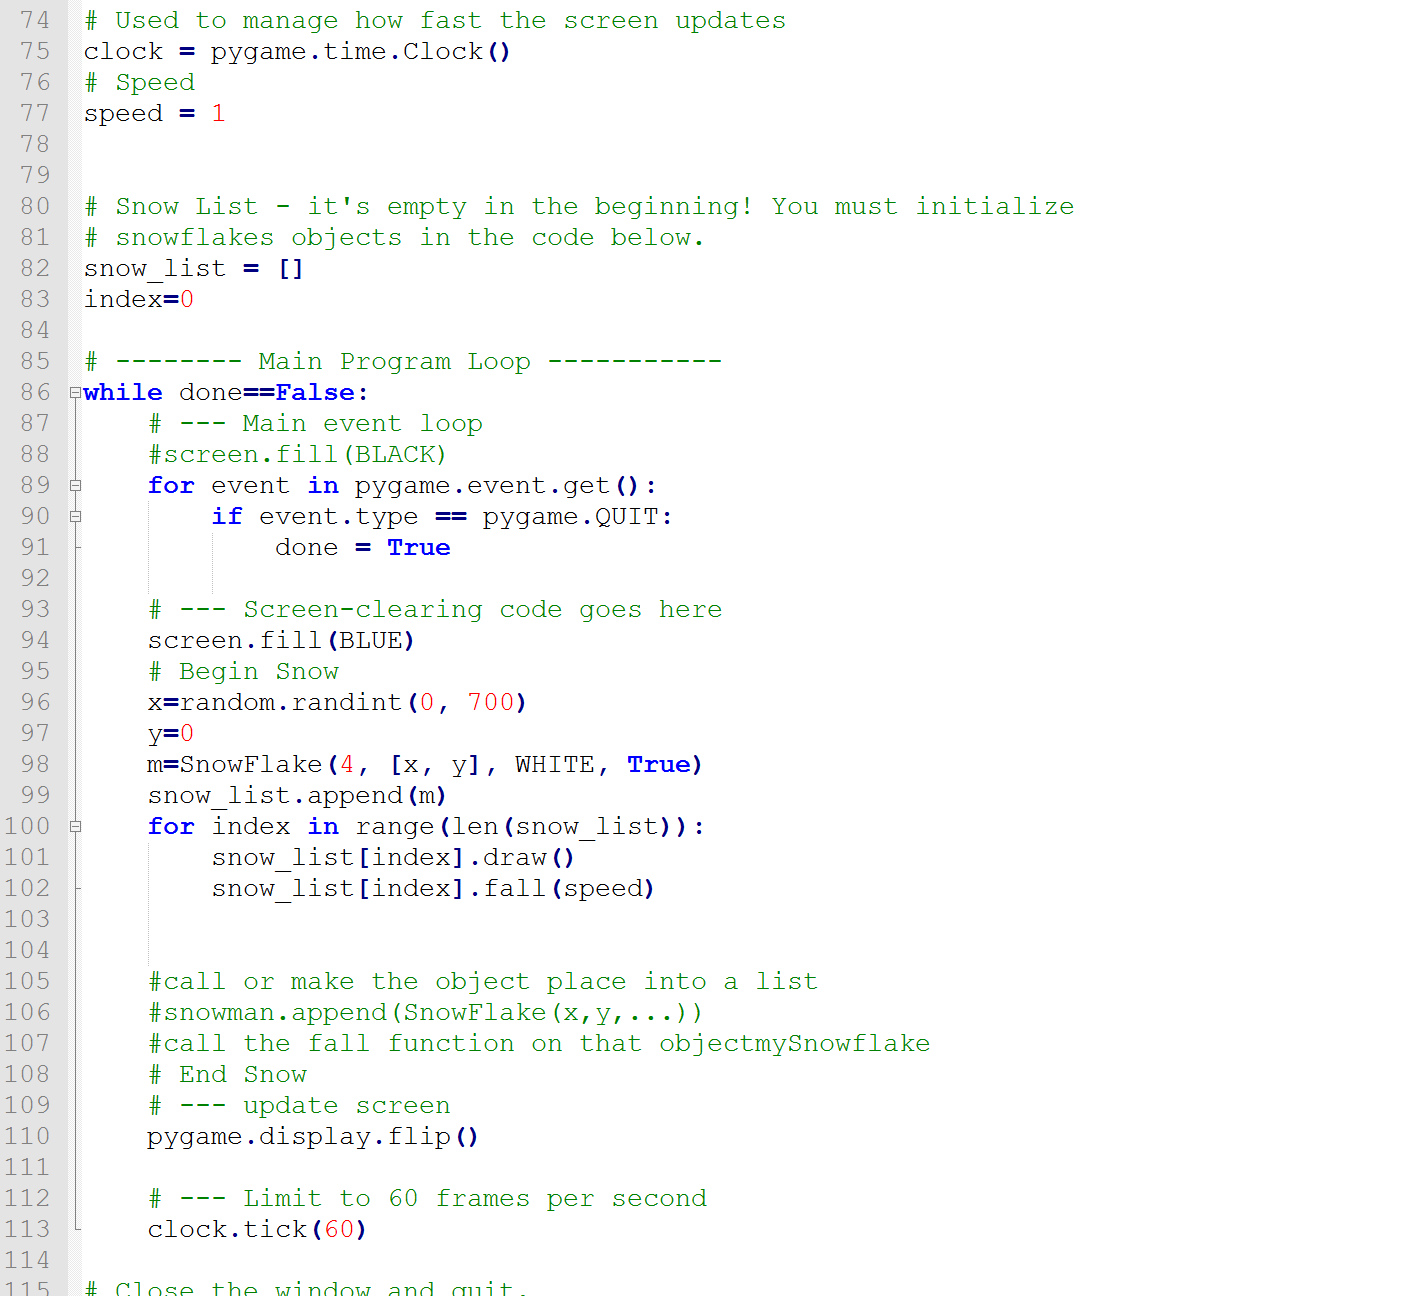 74 # Used to manage how fast the screen updates
75 clock = pygame.time.Clock()
76 # Speed
77 speed = 1
78
79
80 # Snow List - it's empty in the beginning! You must initialize
81 # snowflakes objects in the code below.
82 snow_list = []
83 index=0
84
85 # -------- Main Program Loop -----------
86 while done==False:
87     # --- Main event loop
88     #screen.fill(BLACK)
89     for event in pygame.event.get():
90         if event.type == pygame.QUIT:
91             done = True
92
93     # --- Screen-clearing code goes here
94     screen.fill(BLUE)
95     # Begin Snow
96     x=random.randint(0, 700)
97     y=0
98     m=SnowFlake(4, [x, y], WHITE, True)
99     snow_list.append(m)
100     for index in range(len(snow_list)):
101         snow_list[index].draw()
102         snow_list[index].fall(speed)
103
104
105     #call or make the object place into a list
106     #snowman.append(SnowFlake(x,y,...))
107     #call the fall function on that objectmySnowflake
108     # End Snow
109     # --- update screen
110     pygame.display.flip()
111
112     # --- Limit to 60 frames per second
113     clock.tick(60)
114
115 # Close the window and quit.